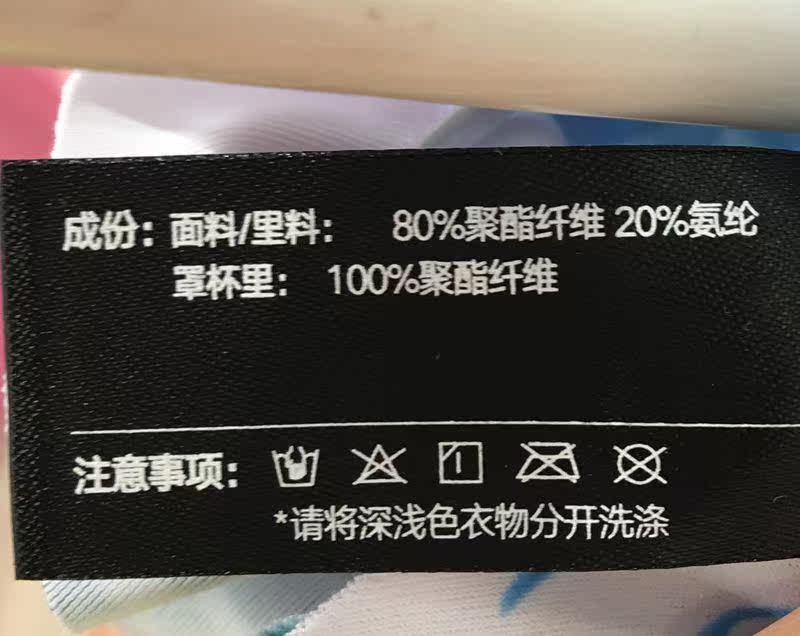 成份：面料/里料： 80%聚酯纤维 20%氨纶
罩杯里： 100%聚酯纤维
注意事项：
*请将深浅色衣物分开洗涤